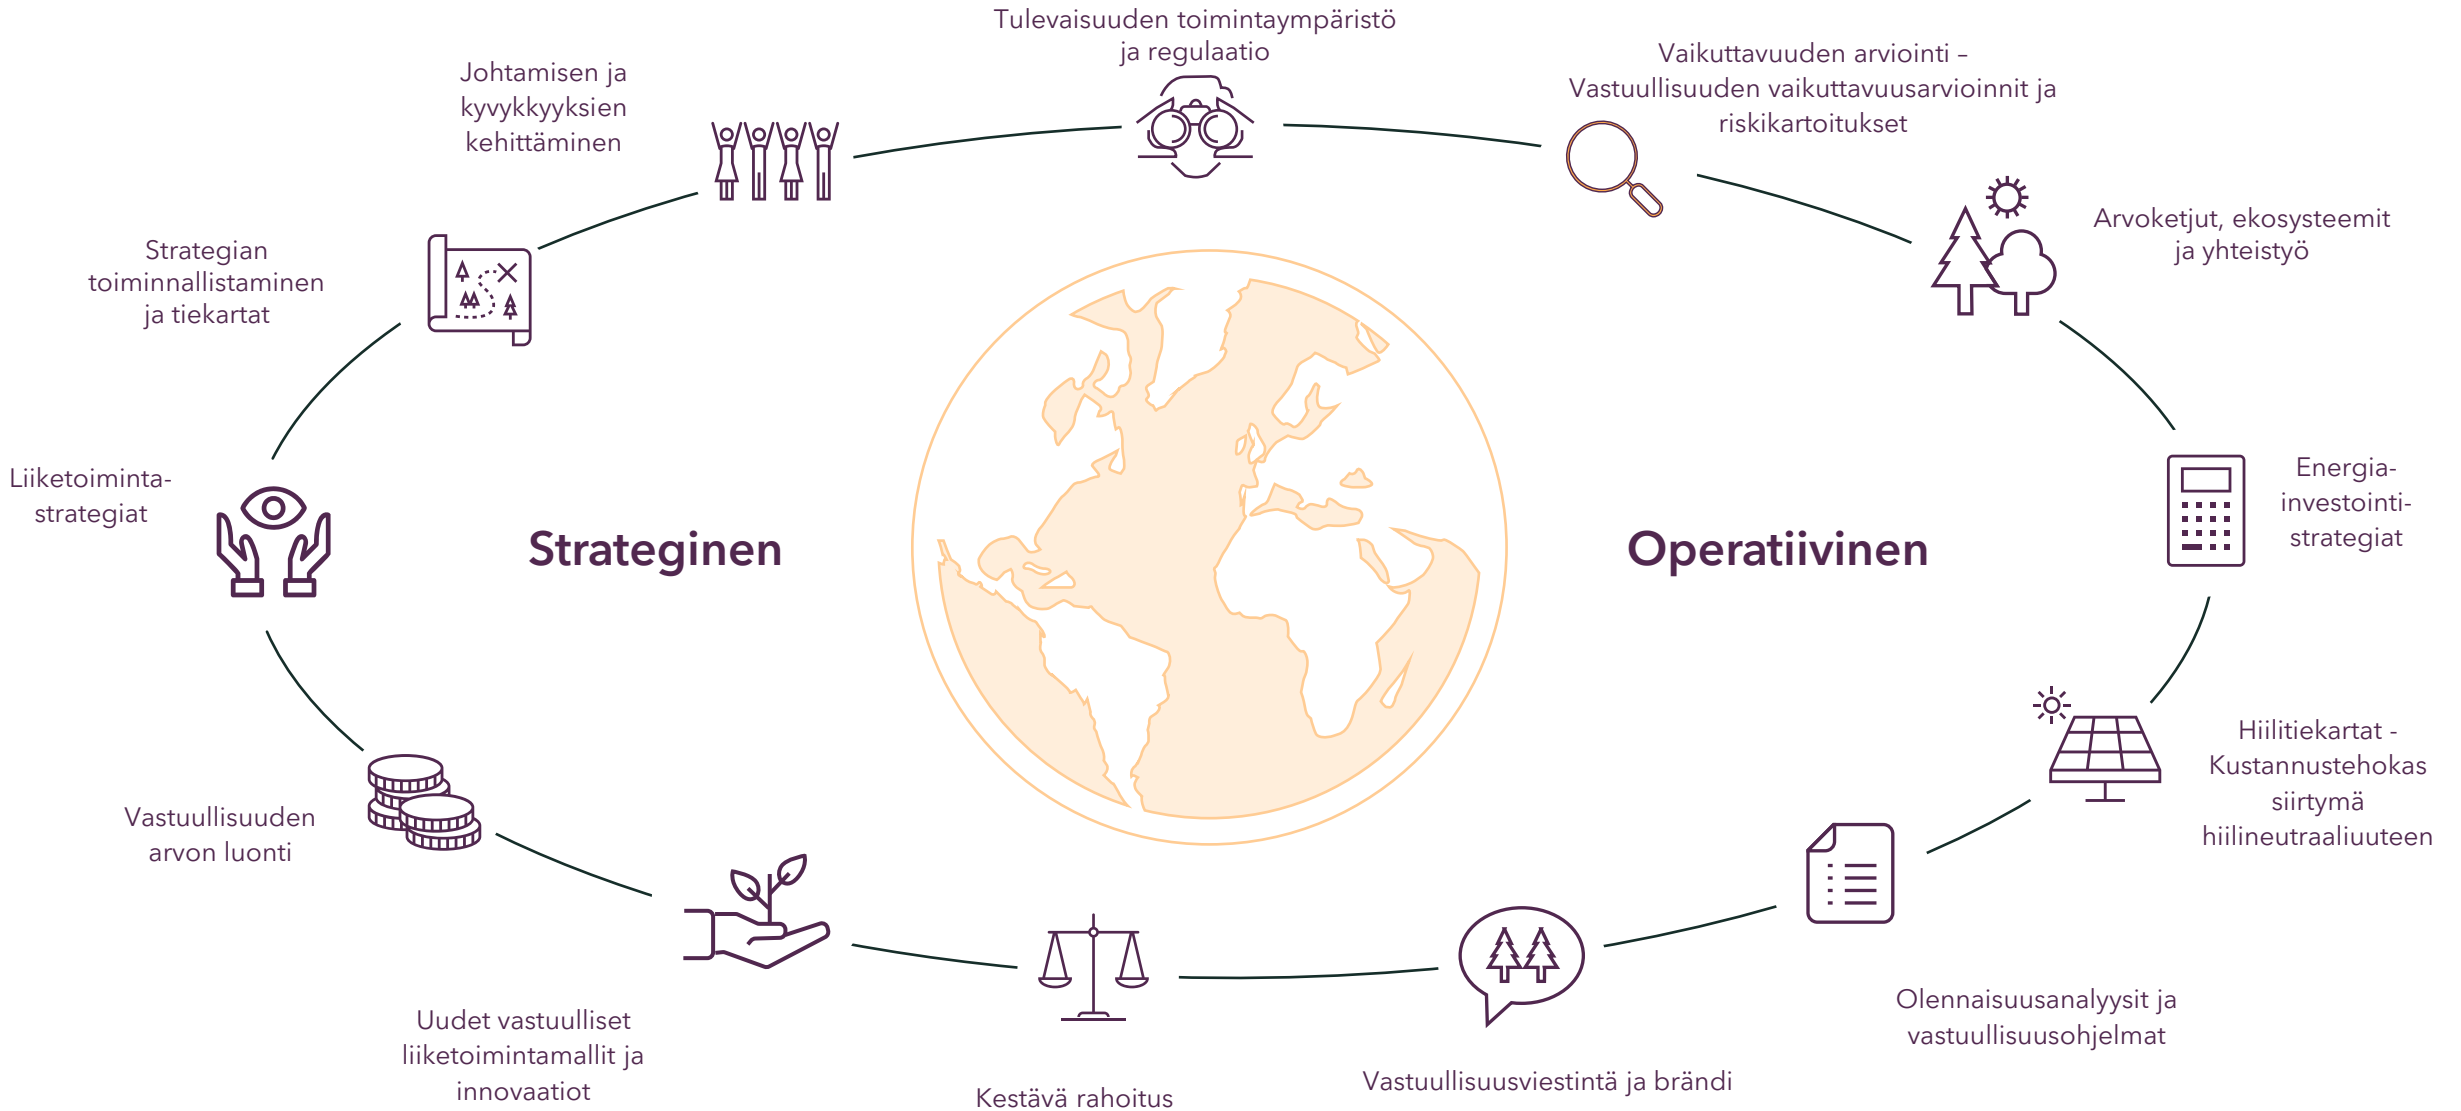 Tulevaisuuden toimintaympäristö
ja regulaatio
Vaikuttavuuden arviointi –
Vastuullisuuden vaikuttavuusarvioinnit ja
riskikartoitukset
Arvoketjut, ekosysteemit
ja yhteistyö
Energia-
investointi-
strategiat
Hiilitiekartat -
Kustannustehokas
siirtymä
hiilineutraaliuuteen
Olennaisuusanalyysit ja
vastuullisuusohjelmat
Vastuullisuusviestintä ja brändi
Kestävä rahoitus
Uudet vastuulliset
liiketoimintamallit ja
innovaatiot
Vastuullisuuden
arvon luonti
Liiketoiminta-
strategiat
Strategian
toiminnallistaminen
ja tiekartat
Johtamisen ja
kyvykkyyksien
kehittäminen
Strateginen
Operatiivinen